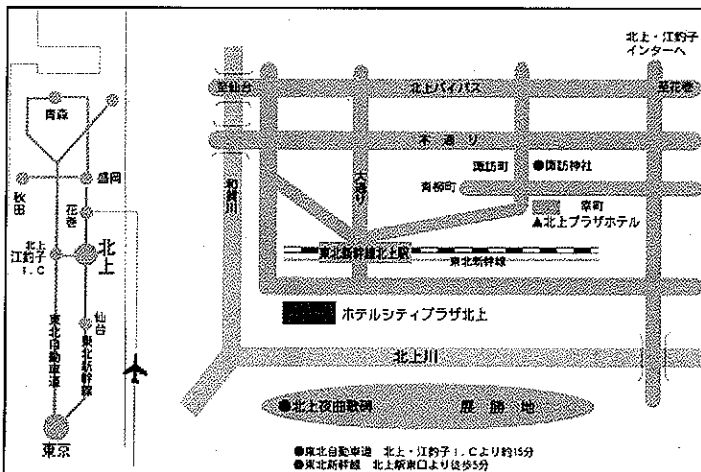 青森
秋田
盛岡
花巻
北上
江釣子
I.C
北上
仙台
東北自動車道
東北新幹線
東京
北上・江釣子
インターへ
至仙台
北上バイパス
至花巻
本通り
和賀川
大通り
諏訪町
●諏訪神社
青柳町
幸町
▲北上プラザホテル
東北新幹線北上駅
東北新幹線
ホテルシティプラザ北上
北上川
●北上夜曲歌碑
展勝地
●東北自動車道 北上・江釣子I.Cより約15分
●東北新幹線 北上駅東口より徒歩5分